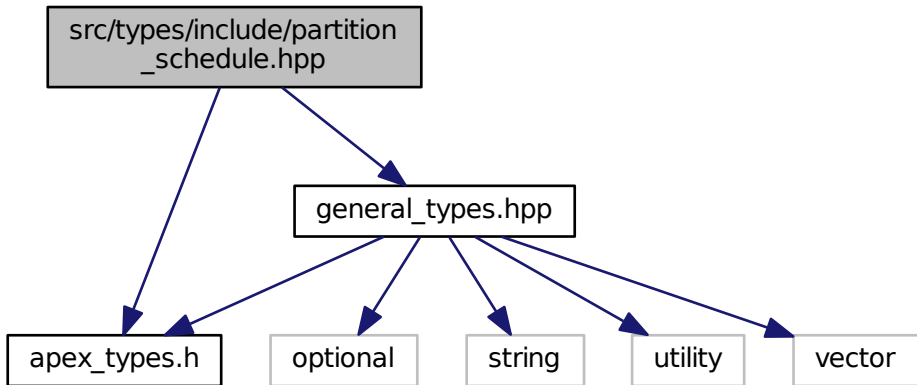 src/types/include/partition
_schedule.hpp
general_types.hpp
apex_types.h
optional
string
utility
vector